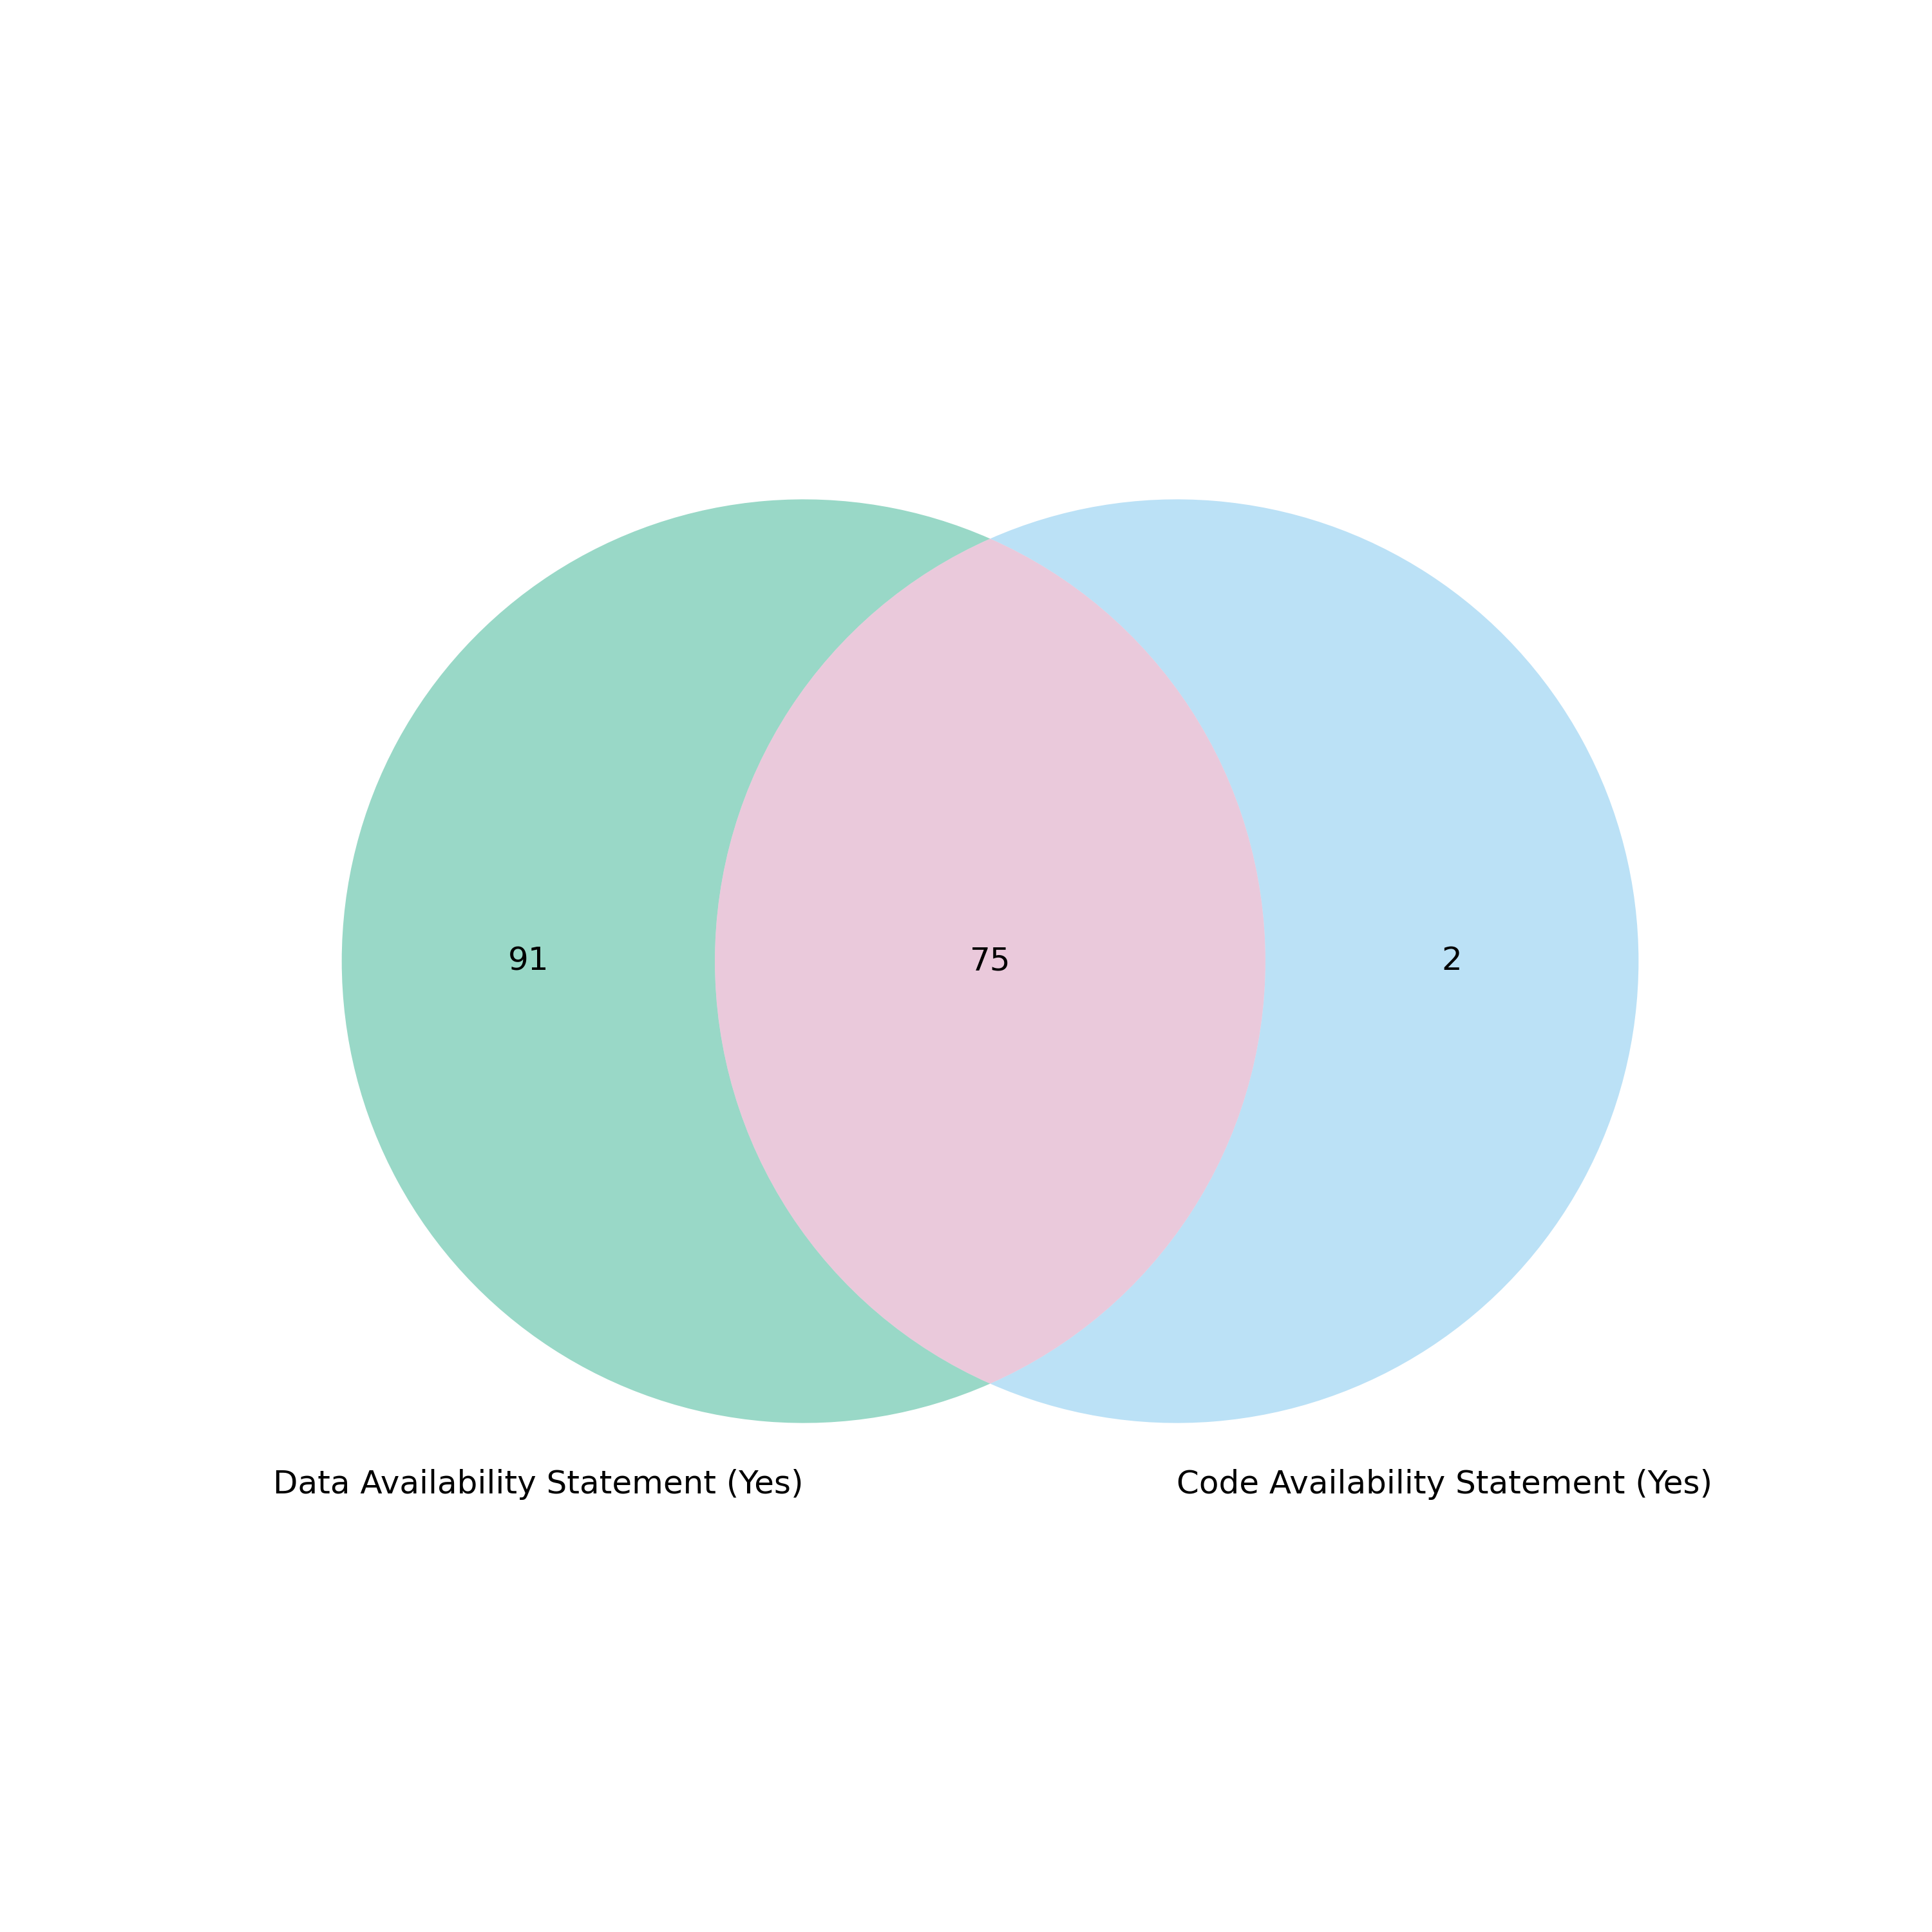 91
75
2
Data Availability Statement (Yes)
Code Availability Statement (Yes)